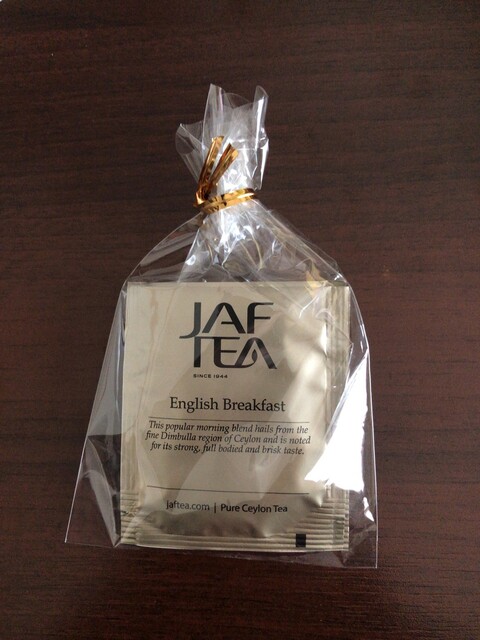 JAF
TEA
SINCE 1944
English Breakfast
This popular morning blend hails from the
fine Dimbulla region of Ceylon and is noted
for its strong, full bodied and brisk taste.
jaftea.com | Pure Ceylon Tea